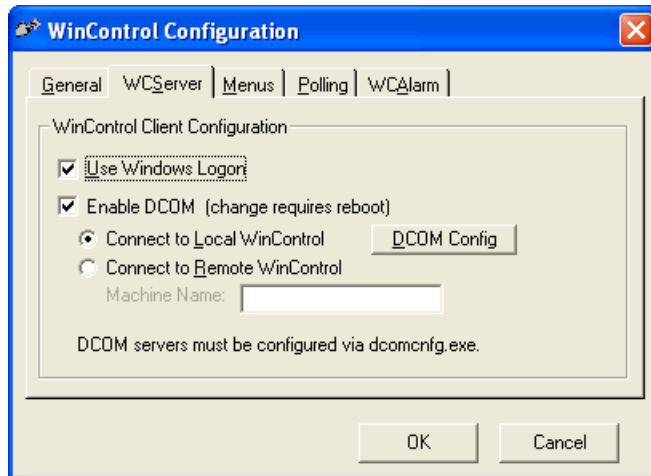 WinControl Configuration
General WCServer Menus Polling WCAlarm
WinControl Client Configuration
Use Windows Logon
Enable DCOM (change requires reboot)
Connect to Local WinControl DCOM Config
Connect to Remote WinControl
Machine Name:
DCOM servers must be configured via dcomcnfg.exe.
OK Cancel